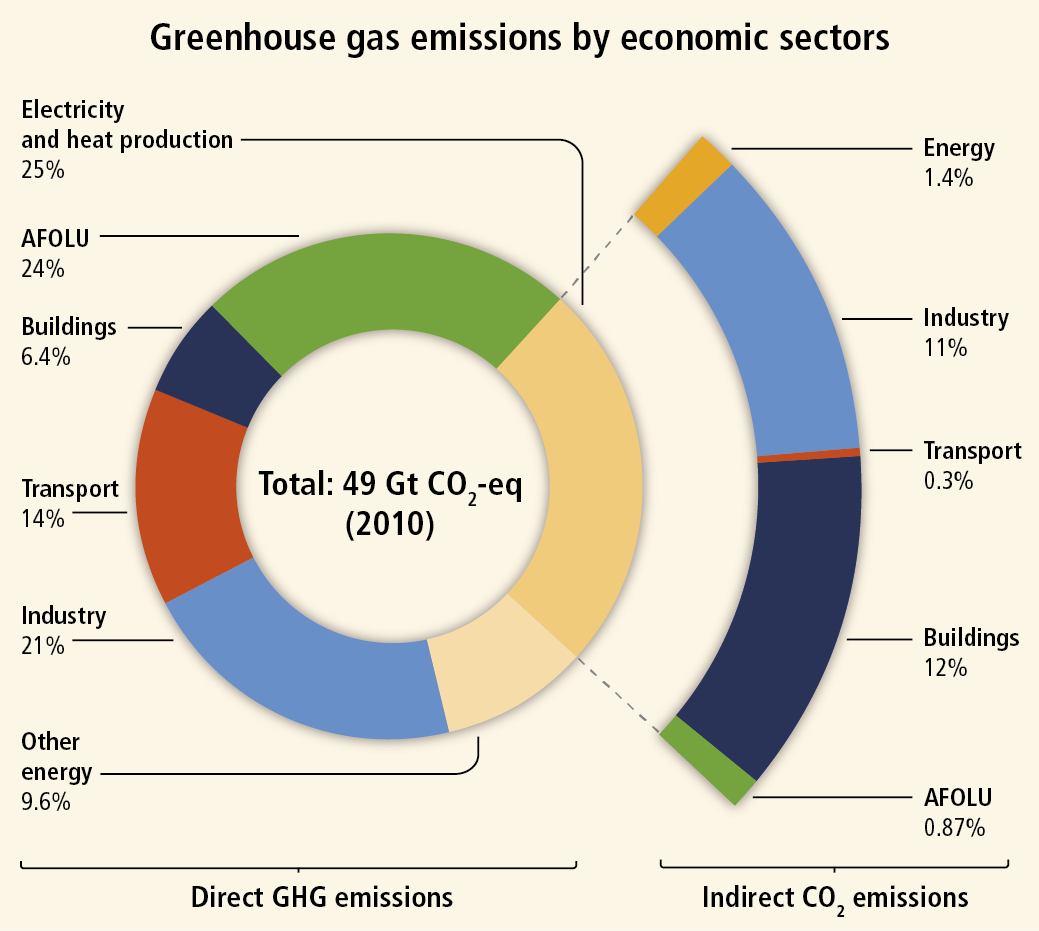 Greenhouse gas emissions by economic sectors
Electricity
and heat production
25%
AFOLU
24%
Buildings
6.4%
Transport
14%
Industry
21%
Other
energy
9.6%
Total: 49 Gt CO₂-eq
(2010)
Energy
1.4%
Industry
11%
Transport
0.3%
Buildings
12%
AFOLU
0.87%
Direct GHG emissions
Indirect CO₂ emissions